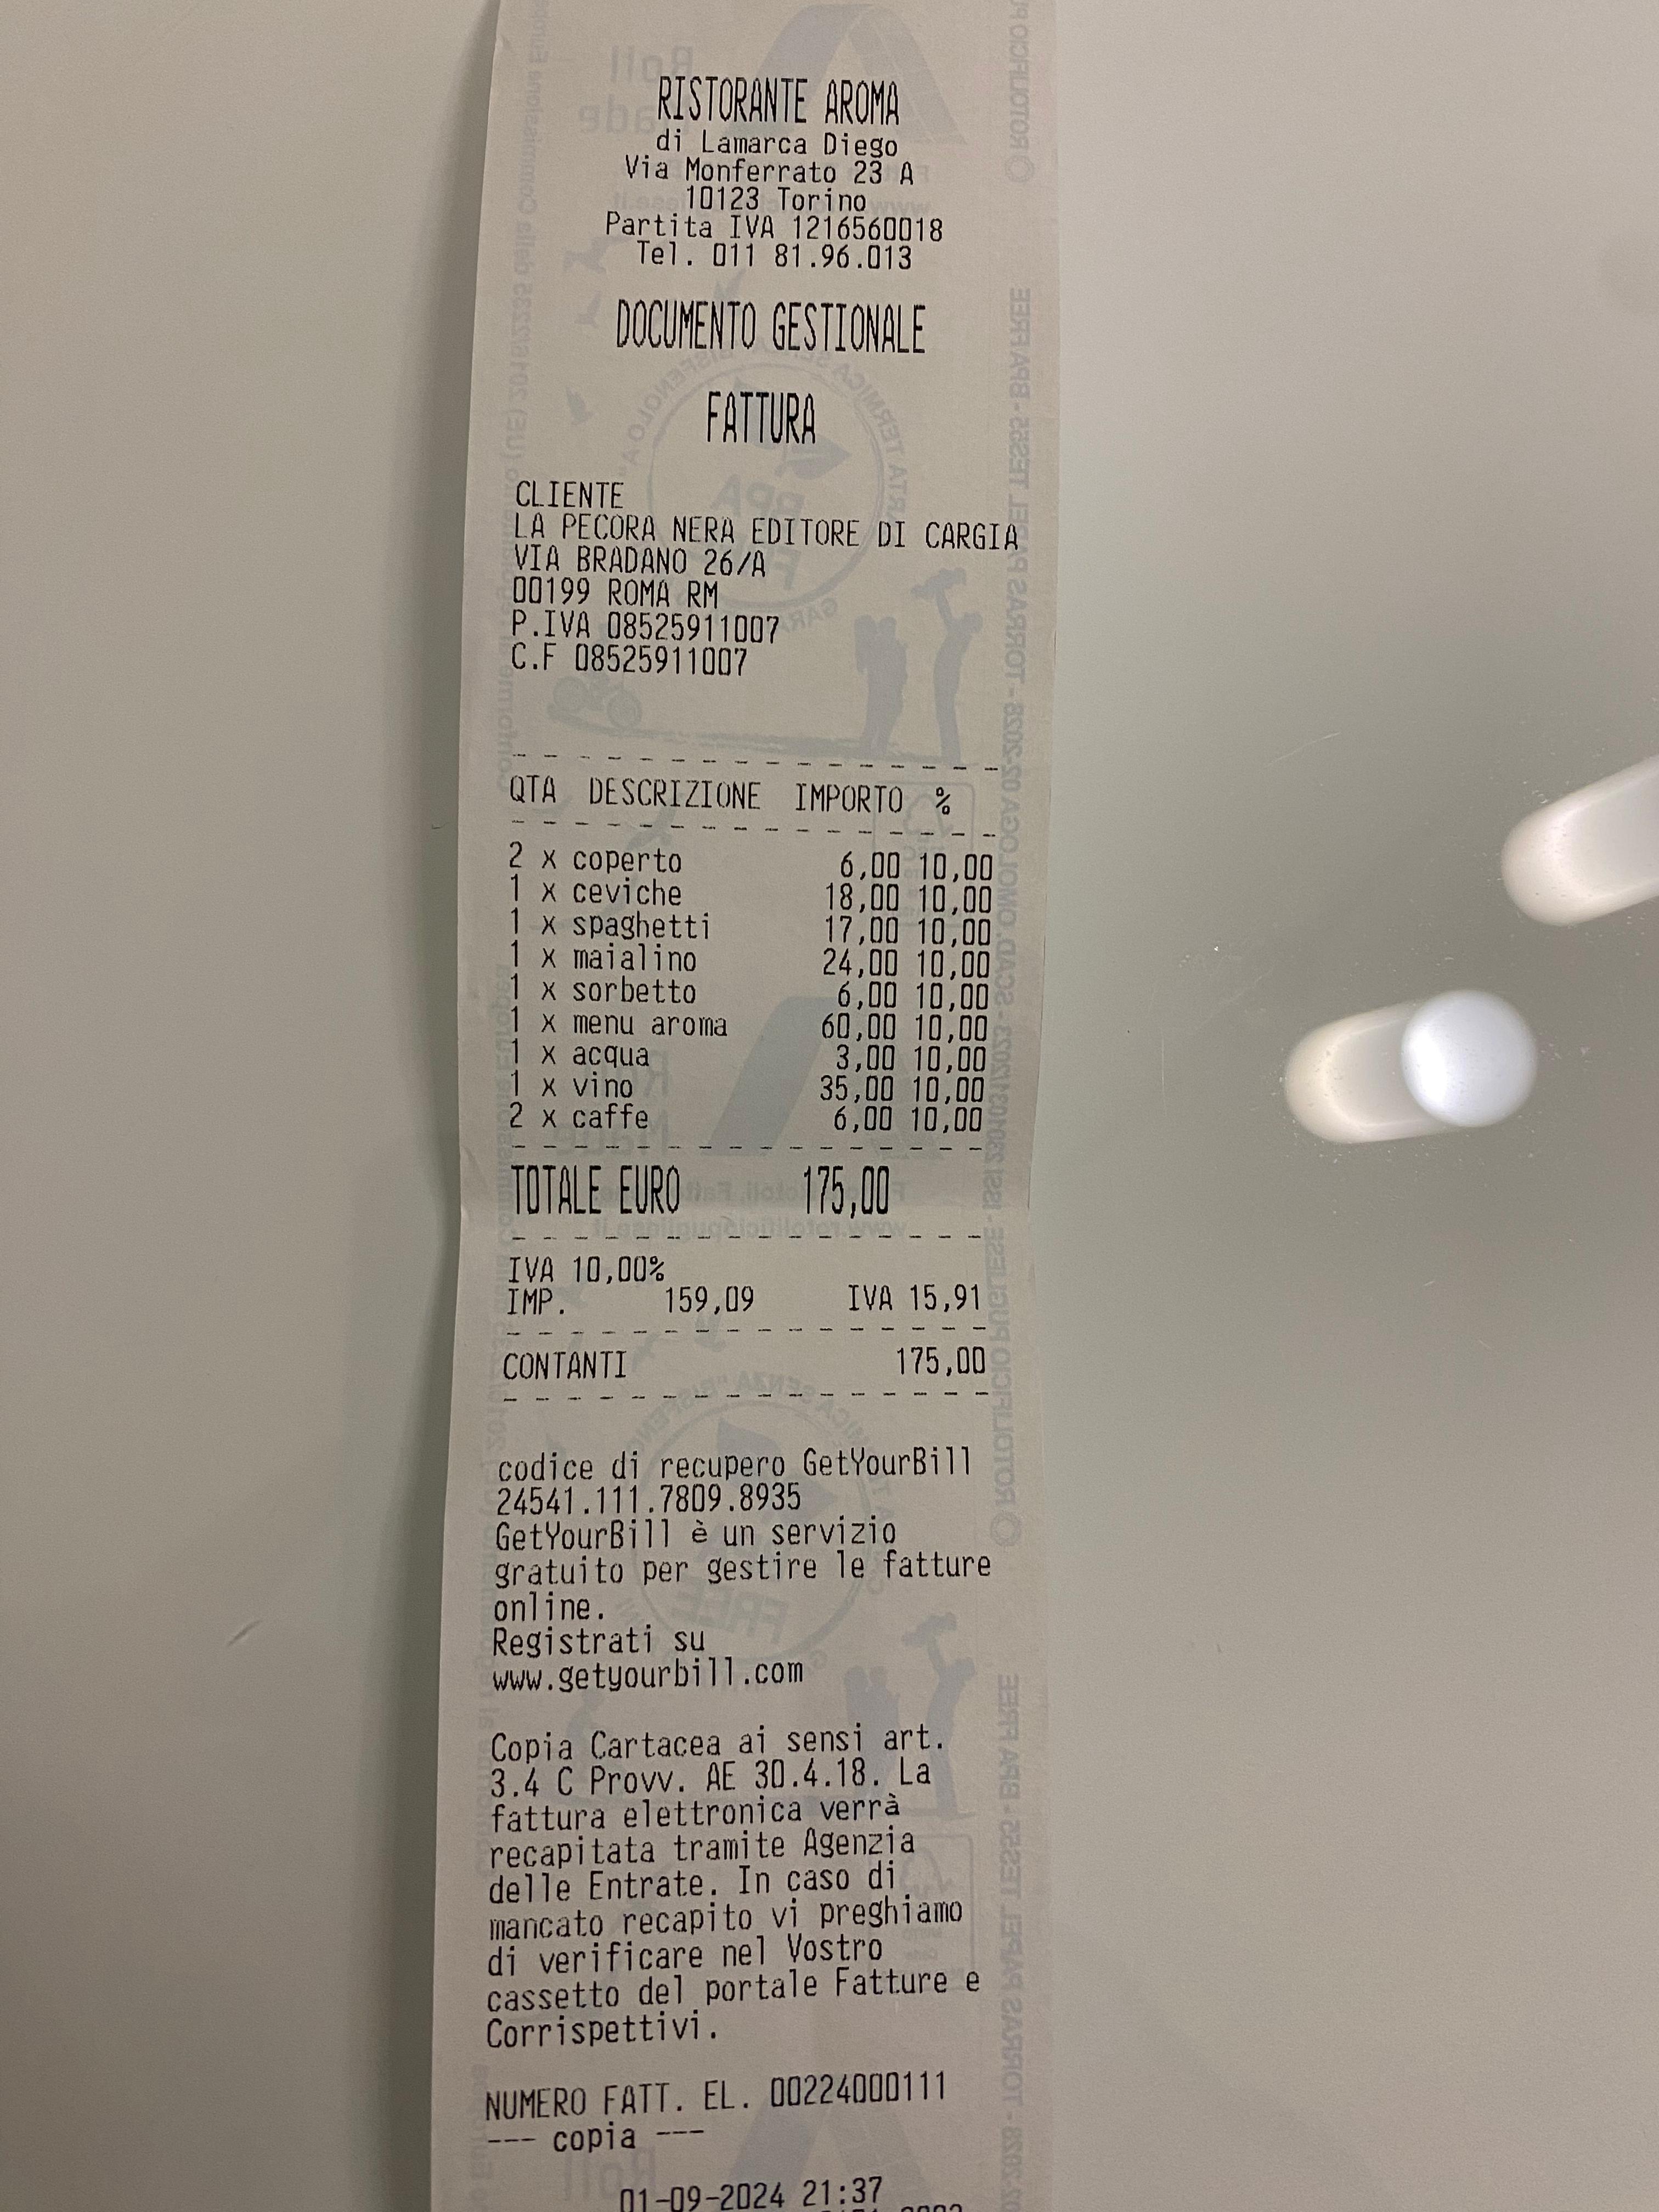 RISTORANTE AROMA
di Lamarca Diego
Via Monferrato 23 A
10123 Torino
Partita IVA 1216560018
Tel. 011 81.96.013
DOCUMENTO GESTIONALE
FATTURA
CLIENTE
LA PECORA NERA EDITORE DI CARGIA
VIA BRADANO 26/A
00199 ROMA RM
P.IVA 08525911007
C.F 08525911007
QTA DESCRIZIONE IMPORTO %
2 x coperto 6,00 10,00
1 x ceviche 18,00 10,00
1 x spaghetti 17,00 10,00
1 x maialino 24,00 10,00
1 x sorbetto 6,00 10,00
1 x menu aroma 60,00 10,00
1 x acqua 3,00 10,00
1 x vino 35,00 10,00
2 x caffe 6,00 10,00
TOTALE EURO 175,00
IVA 10,00%
IMP. 159,09 IVA 15,91
CONTANTI 175,00
codice di recupero GetYourBill
24541.111.7809.8935
GetYourBill è un servizio
gratuito per gestire le fatture
online.
Registrati su
www.getyourbill.com
Copia Cartacea ai sensi art.
3.4 C Provv. AE 30.4.18. La
fattura elettronica verrà
recapitata tramite Agenzia
delle Entrate. In caso di
mancato recapito vi preghiamo
di verificare nel Vostro
cassetto del portale Fatture e
Corrispettivi.
NUMERO FATT. EL. 00224000111
--- copia ---
01-09-2024 21:37